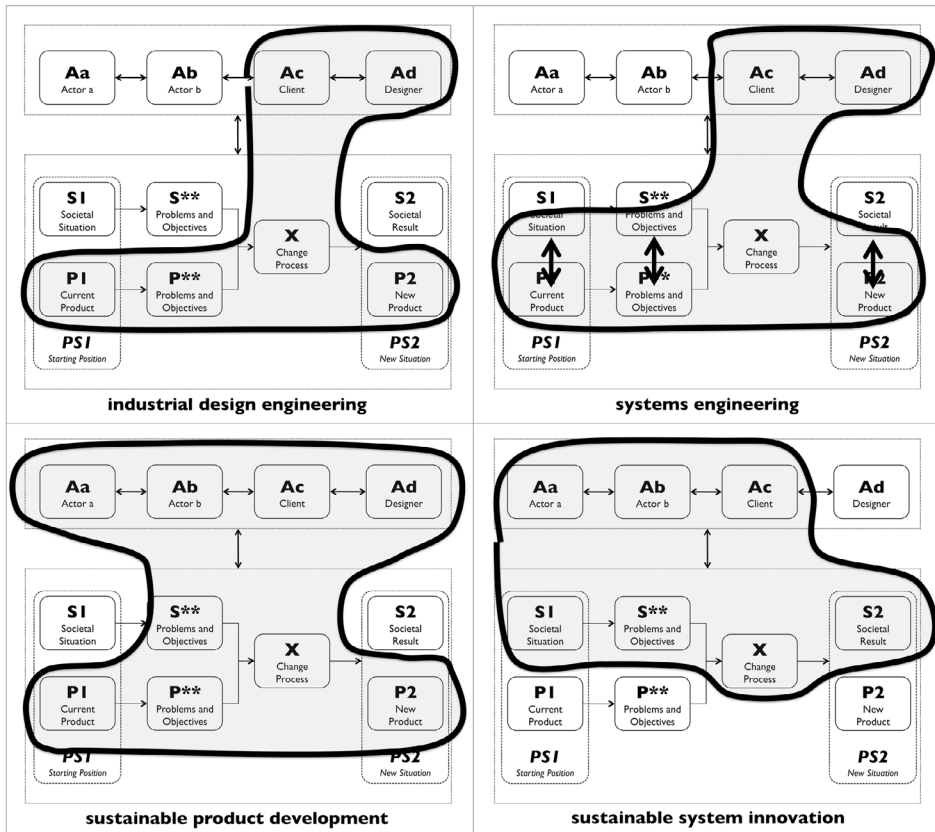 Aa Ab Ac Ad
Actor a Actor b Client Designer
S1 S** S2
Societal Problems and Societal
Situation Objectives Result
X
Change
Process
P1 P** P2
Current Problems and New
Product Objectives Product
PS1 PS2
Starting Position New Situation
industrial design engineering
Aa Ab Ac Ad
Actor a Actor b Client Designer
S1 S** S2
Societal Problems and Societal
Situation Objectives Result
X
Change
Process
P1 P** P2
Current Problems and New
Product Objectives Product
PS1 PS2
Starting Position New Situation
systems engineering
Aa Ab Ac Ad
Actor a Actor b Client Designer
S1 S** S2
Societal Problems and Societal
Situation Objectives Result
X
Change
Process
P1 P** P2
Current Problems and New
Product Objectives Product
PS1 PS2
Starting Position New Situation
sustainable product development
Aa Ab Ac Ad
Actor a Actor b Client Designer
S1 S** S2
Societal Problems and Societal
Situation Objectives Result
X
Change
Process
P1 P** P2
Current Problems and New
Product Objectives Product
PS1 PS2
Starting Position New Situation
sustainable system innovation